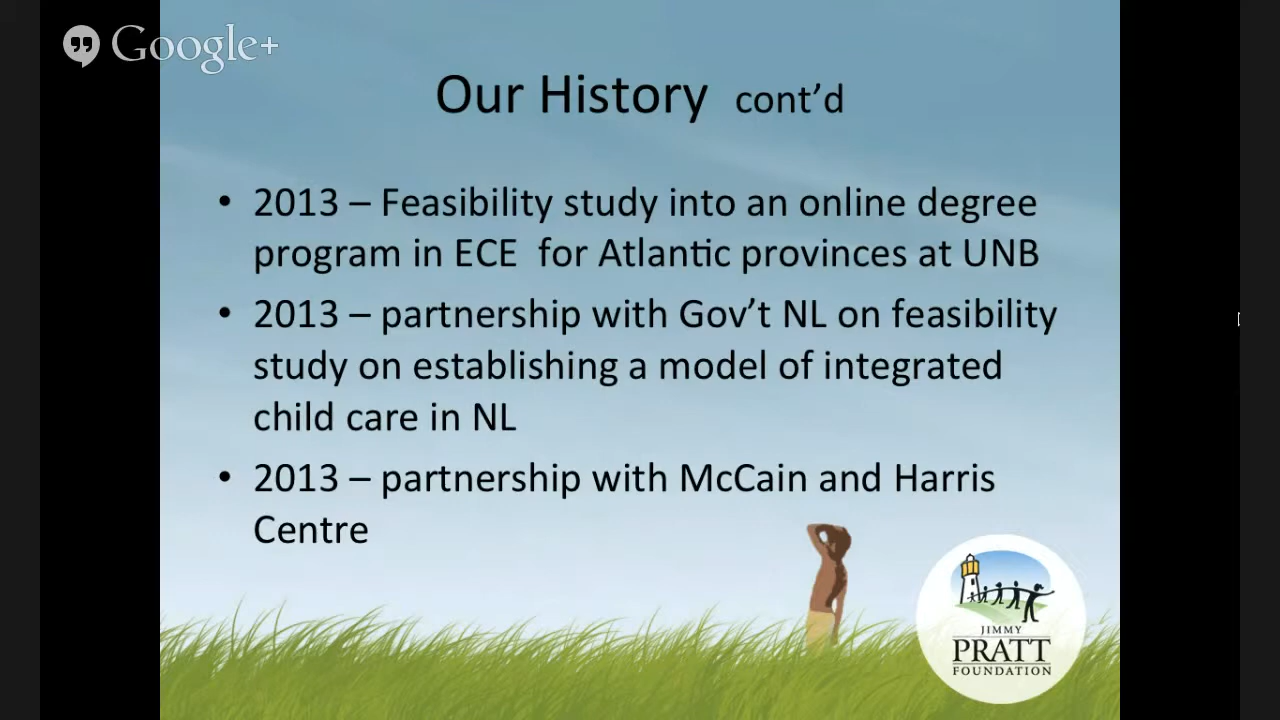 Google+
Our History cont’d
• 2013 – Feasibility study into an online degree
program in ECE for Atlantic provinces at UNB
• 2013 – partnership with Gov’t NL on feasibility
study on establishing a model of integrated
child care in NL
• 2013 – partnership with McCain and Harris
Centre
JIMMY
PRATT
FOUNDATION